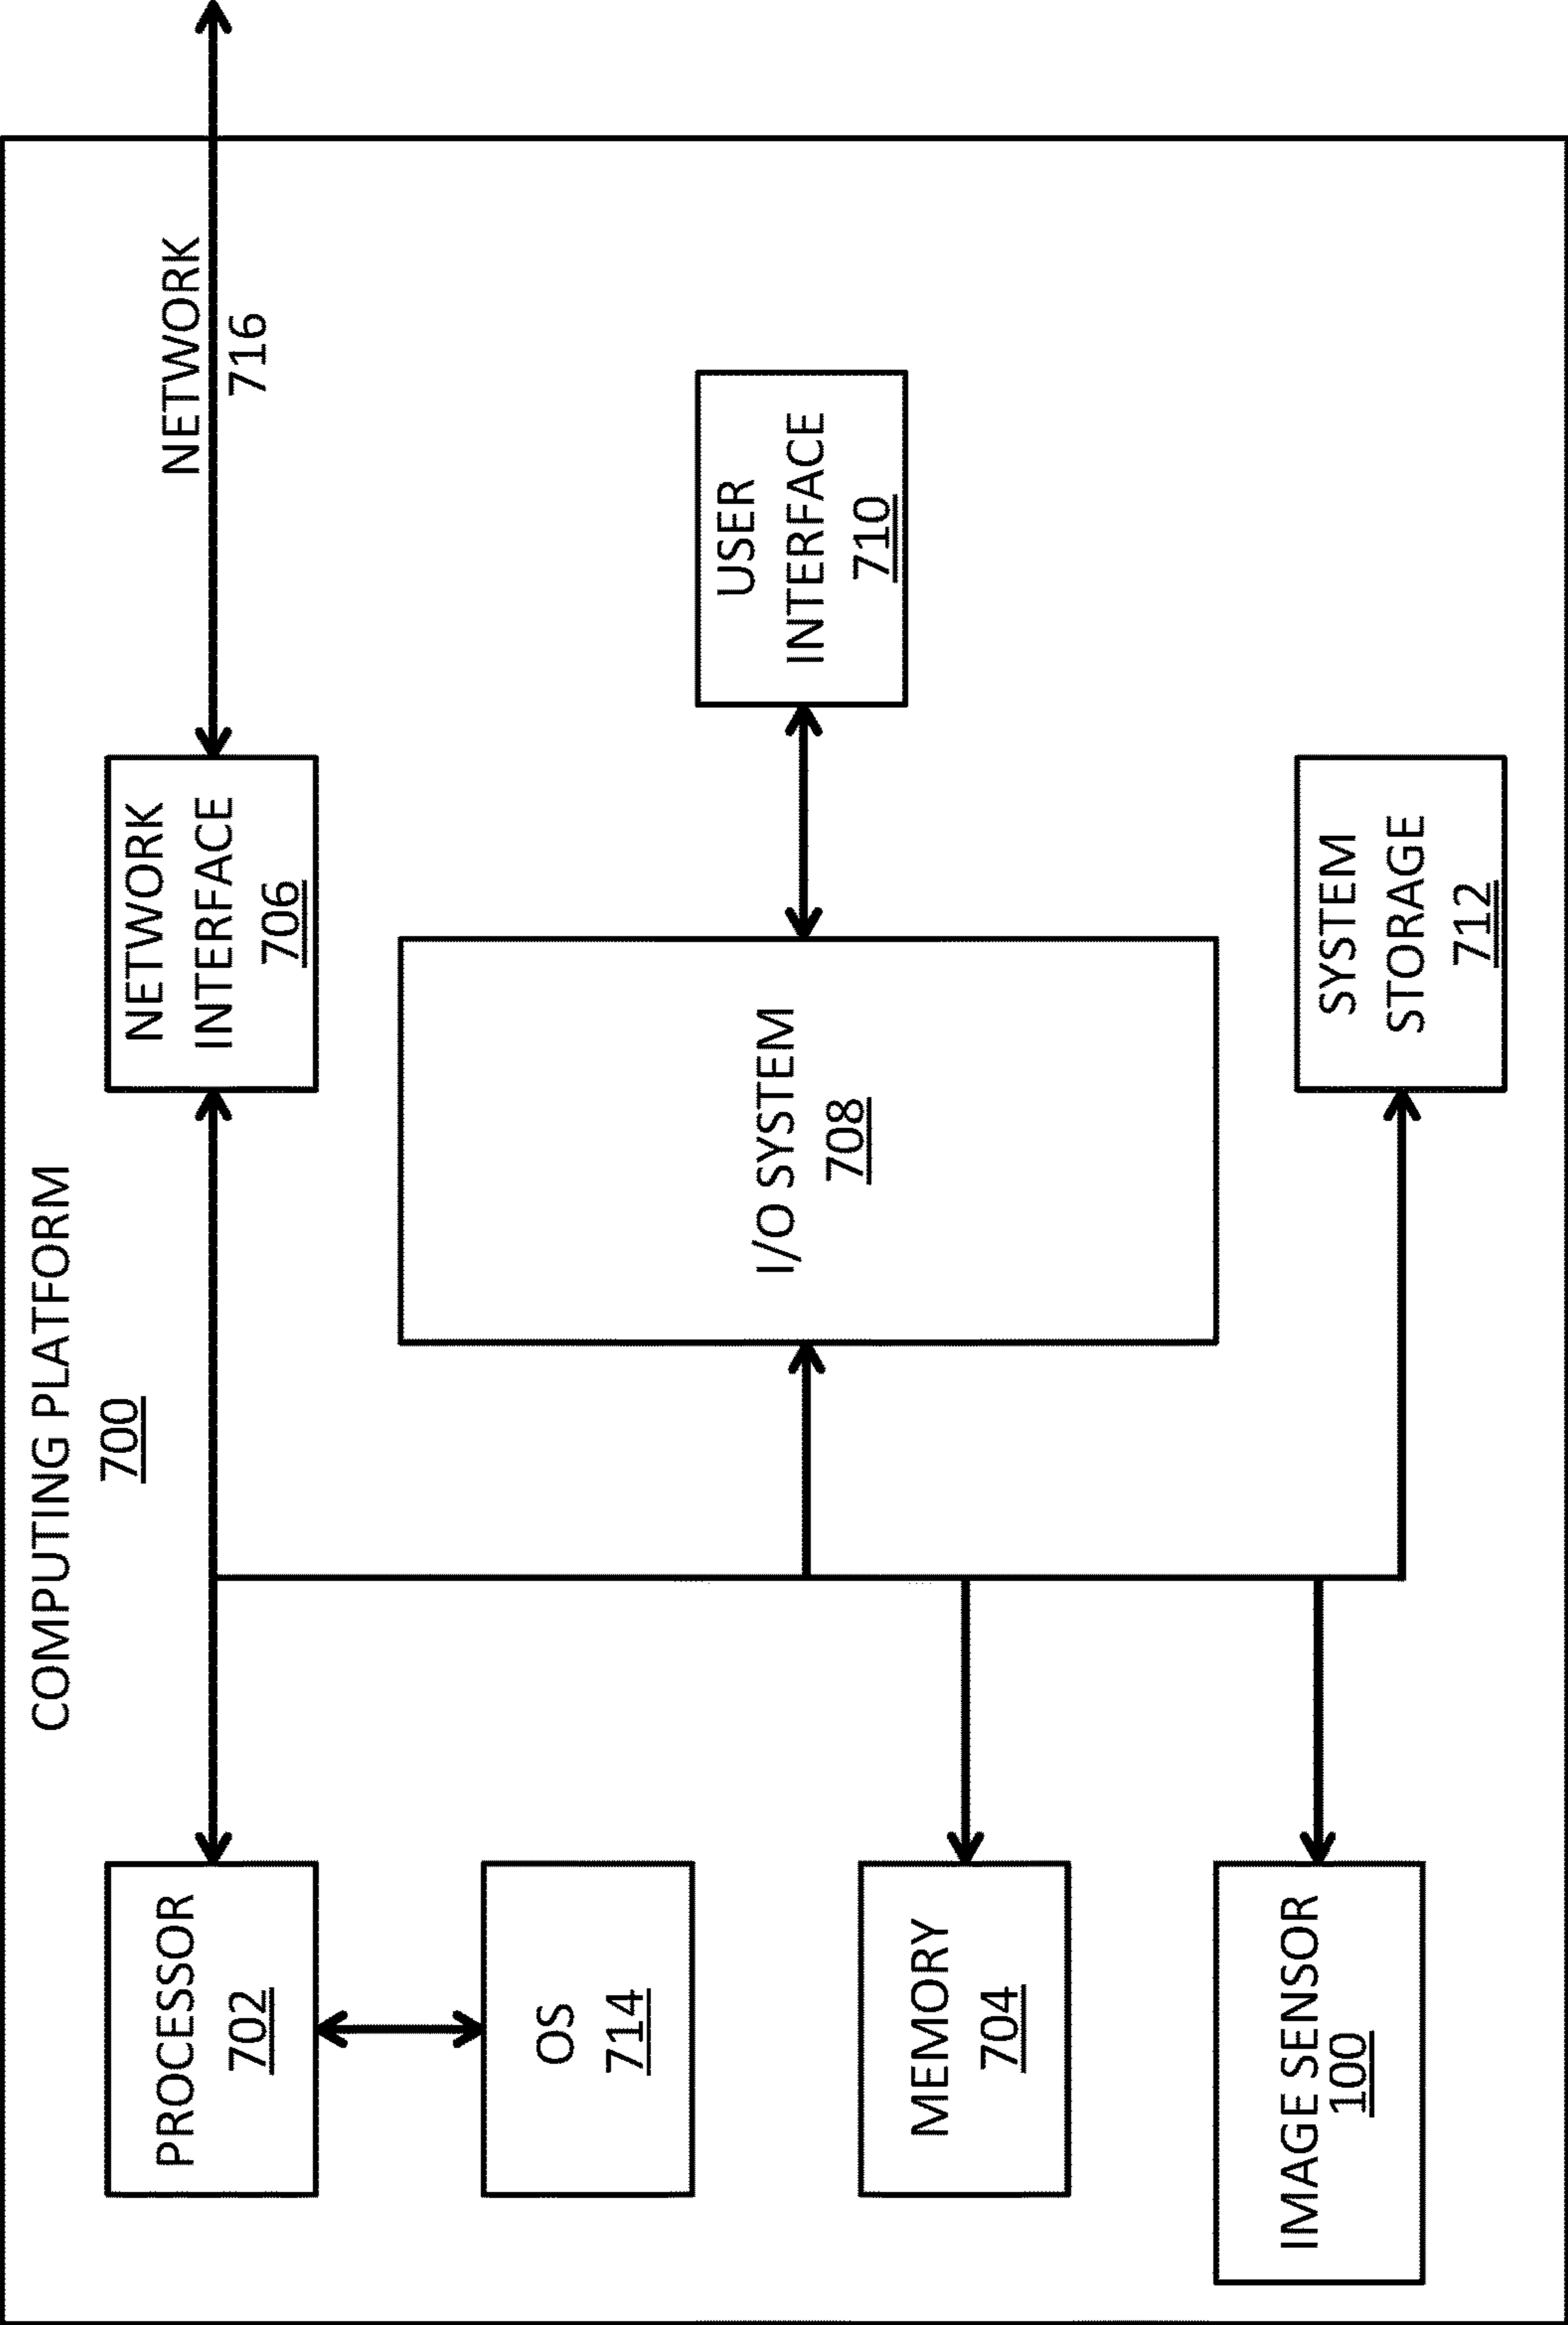 COMPUTING PLATFORM
700
PROCESSOR
702
NETWORK
INTERFACE
706
NETWORK
716
OS
714
I/O SYSTEM
708
USER
INTERFACE
710
MEMORY
704
IMAGE SENSOR
100
SYSTEM
STORAGE
712